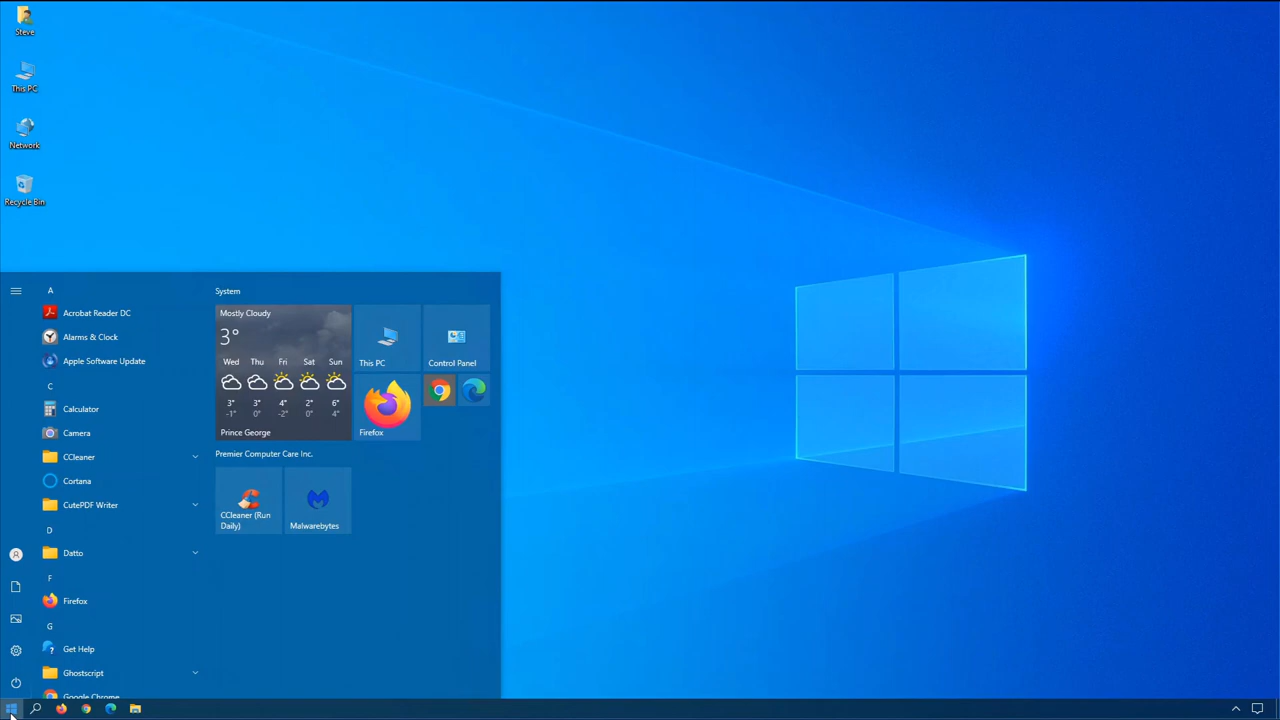 Steve
This PC
Network
Recycle Bin
A
Acrobat Reader DC
Alarms & Clock
Apple Software Update
C
Calculator
Camera
CCleaner
Cortana
CutePDF Writer
D
Datto
F
Firefox
G
Get Help
Ghostscript
Google Chrome
System
Mostly Cloudy
3°
Wed Thu Fri Sat Sun
3° 3° 4° 2° 6°
-1° 0° -2° -4° 4°
Prince George
This PC
Control Panel
Firefox
Premier Computer Care Inc.
CCleaner (Run
Daily)
Malwarebytes